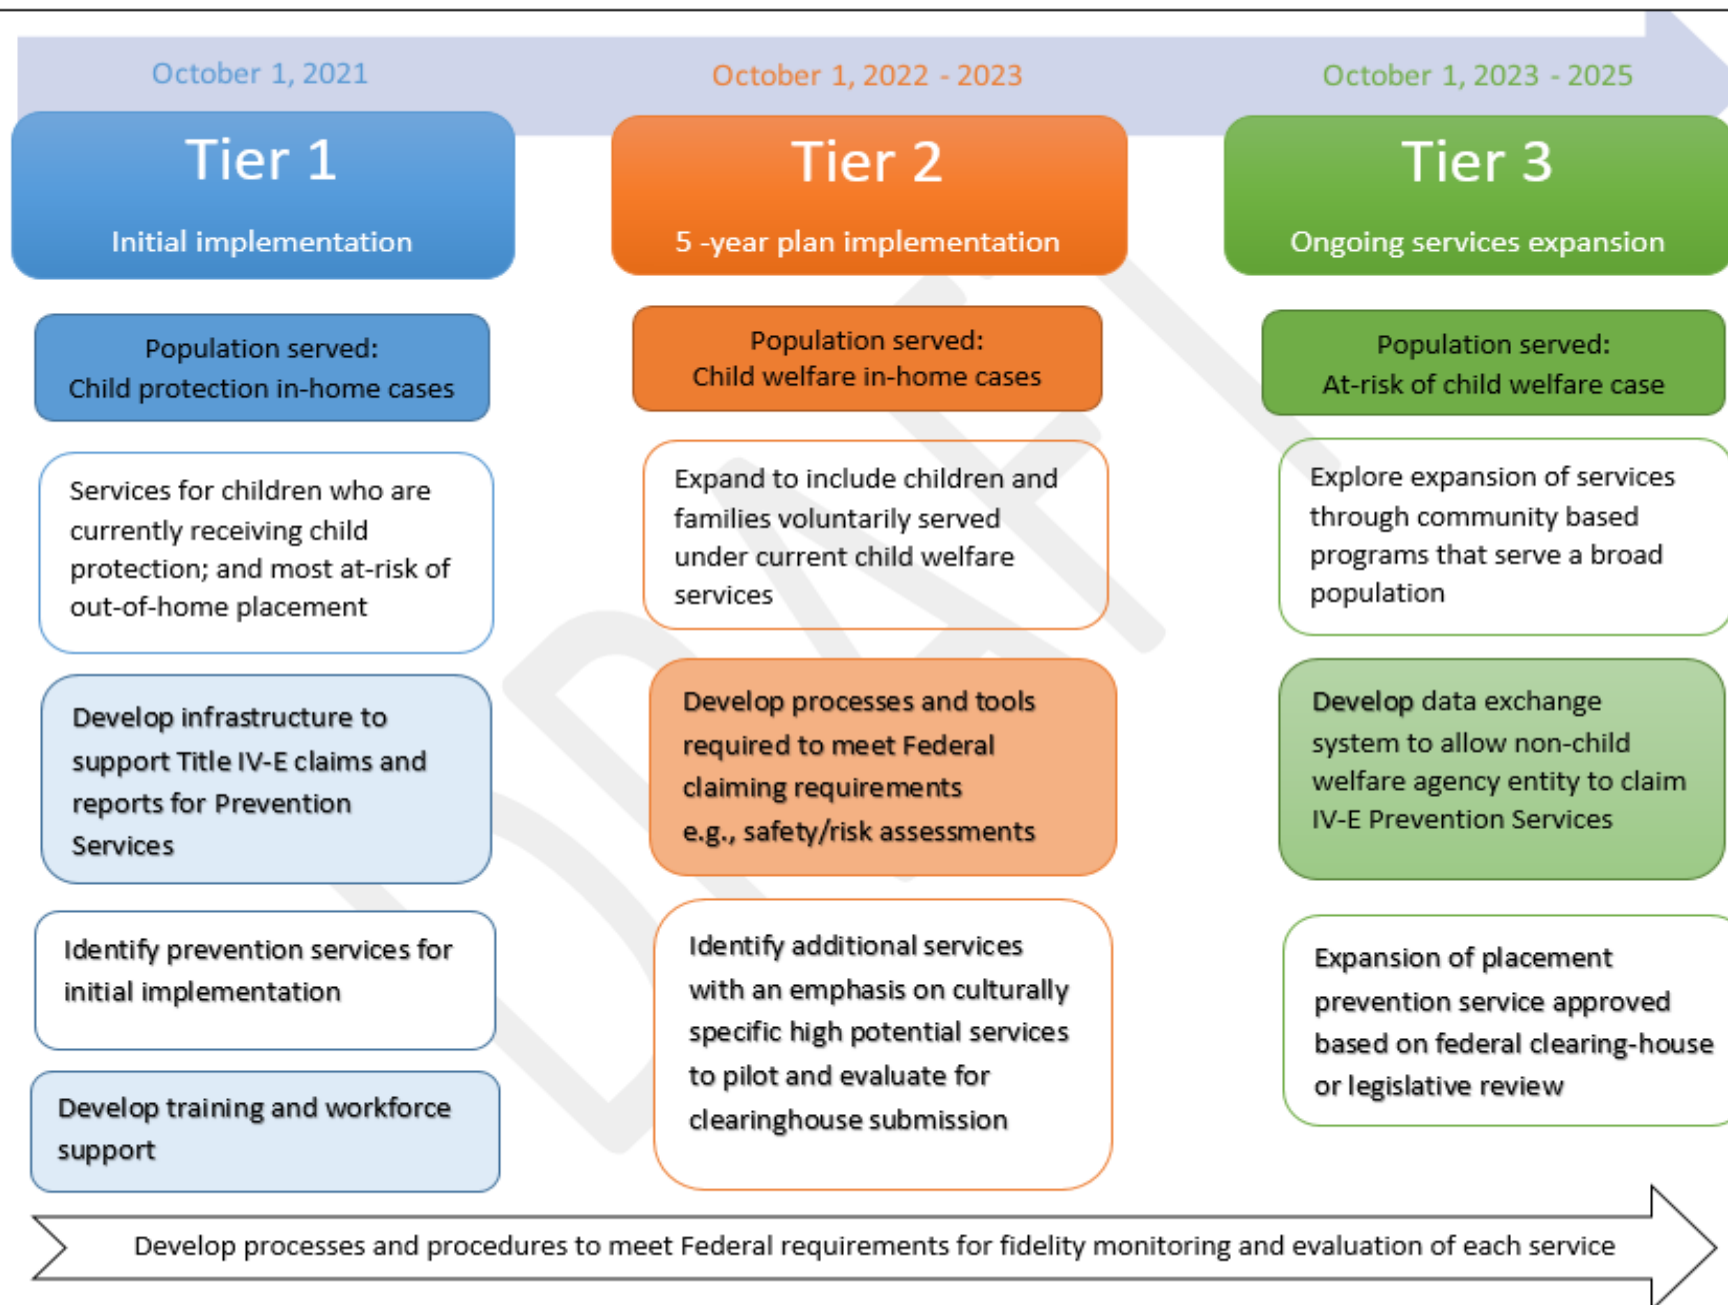 October 1, 2021
October 1, 2022 - 2023
October 1, 2023 - 2025
Tier 1
Initial implementation
Tier 2
5 -year plan implementation
Tier 3
Ongoing services expansion
Population served:
Child protection in-home cases
Services for children who are
currently receiving child
protection; and most at-risk of
out-of-home placement
Develop infrastructure to
support Title IV-E claims and
reports for Prevention
Services
Identify prevention services for
initial implementation
Develop training and workforce
support
Population served:
Child welfare in-home cases
Expand to include children and
families voluntarily served
under current child welfare
services
Develop processes and tools
required to meet Federal
claiming requirements
e.g., safety/risk assessments
Identify additional services
with an emphasis on culturally
specific high potential services
to pilot and evaluate for
clearinghouse submission
Population served:
At-risk of child welfare case
Explore expansion of services
through community based
programs that serve a broad
population
Develop data exchange
system to allow non-child
welfare agency entity to claim
IV-E Prevention Services
Expansion of placement
prevention service approved
based on federal clearing-house
or legislative review
Develop processes and procedures to meet Federal requirements for fidelity monitoring and evaluation of each service
DRAFT